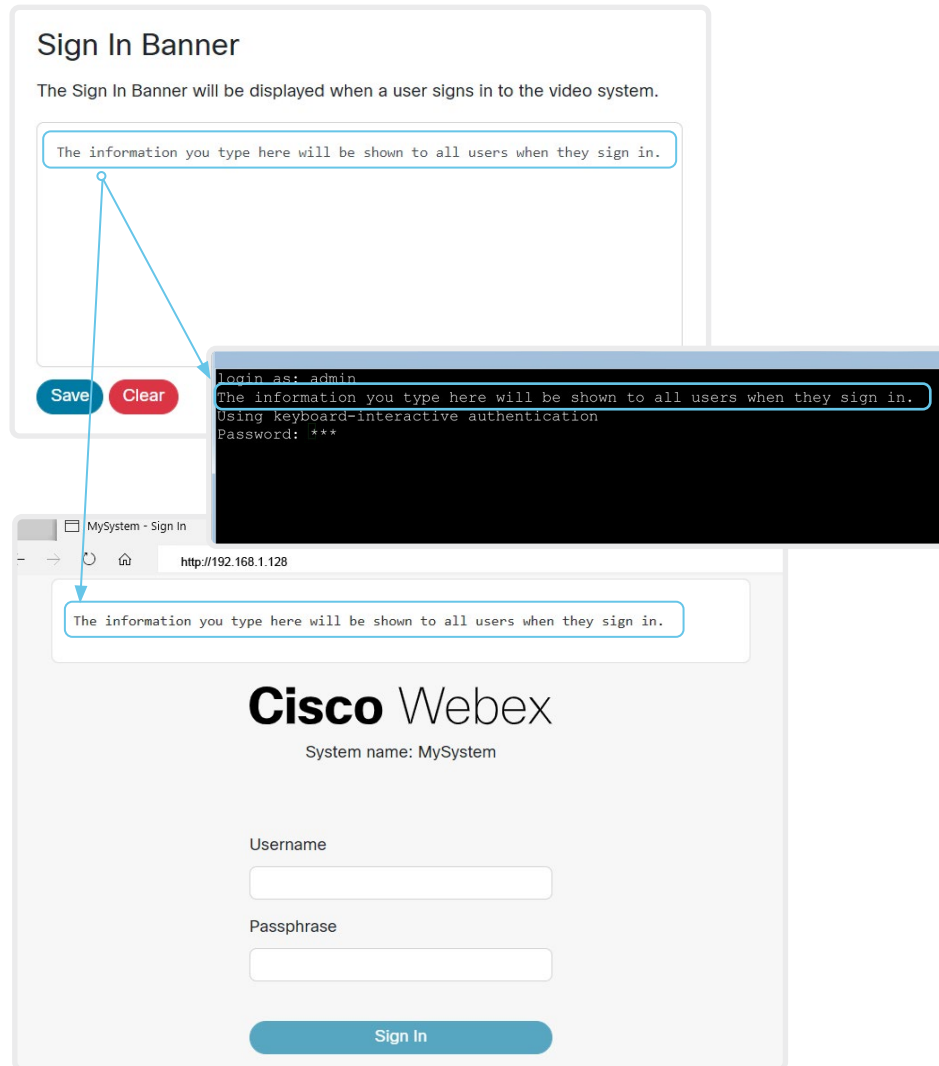 Sign In Banner
The Sign In Banner will be displayed when a user signs in to the video system.
The information you type here will be shown to all users when they sign in.
Save
Clear
login as: admin
The information you type here will be shown to all users when they sign in.
Using keyboard-interactive authentication
Password: ***
MySystem - Sign In
http://192.168.1.128
The information you type here will be shown to all users when they sign in.
Cisco Webex
System name: MySystem
Username
Passphrase
Sign In